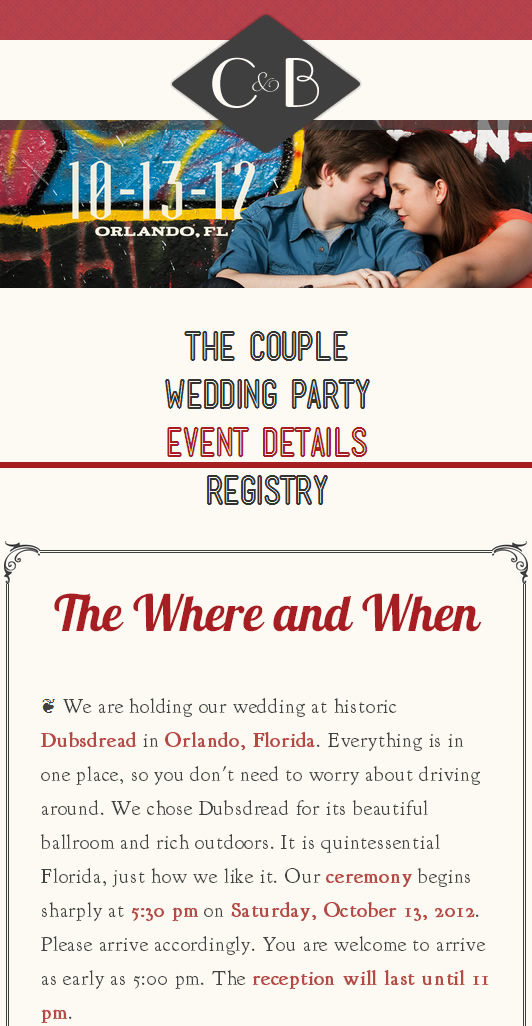 C & B
10-13-12
ORLANDO, FL
THE COUPLE
WEDDING PARTY
EVENT DETAILS
REGISTRY
The Where and When
❦ We are holding our wedding at historic
Dubsdread in Orlando, Florida. Everything is in
one place, so you don't need to worry about driving
around. We chose Dubsdread for its beautiful
ballroom and rich outdoors. It is quintessential
Florida, just how we like it. Our ceremony begins
sharply at 5:30 pm on Saturday, October 13, 2012.
Please arrive accordingly. You are welcome to arrive
as early as 5:00 pm. The reception will last until 11
pm.